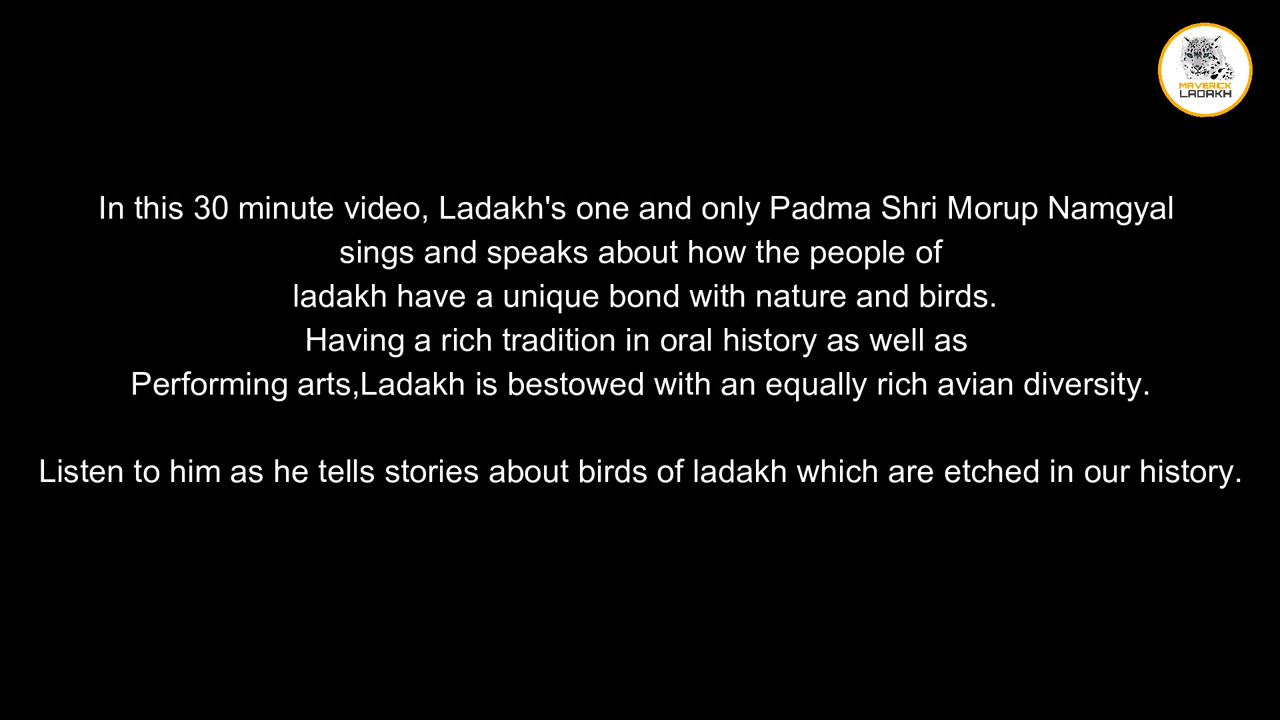 MAVERICK
LADAKH
In this 30 minute video, Ladakh's one and only Padma Shri Morup Namgyal
sings and speaks about how the people of
ladakh have a unique bond with nature and birds.
Having a rich tradition in oral history as well as
Performing arts,Ladakh is bestowed with an equally rich avian diversity.
Listen to him as he tells stories about birds of ladakh which are etched in our history.